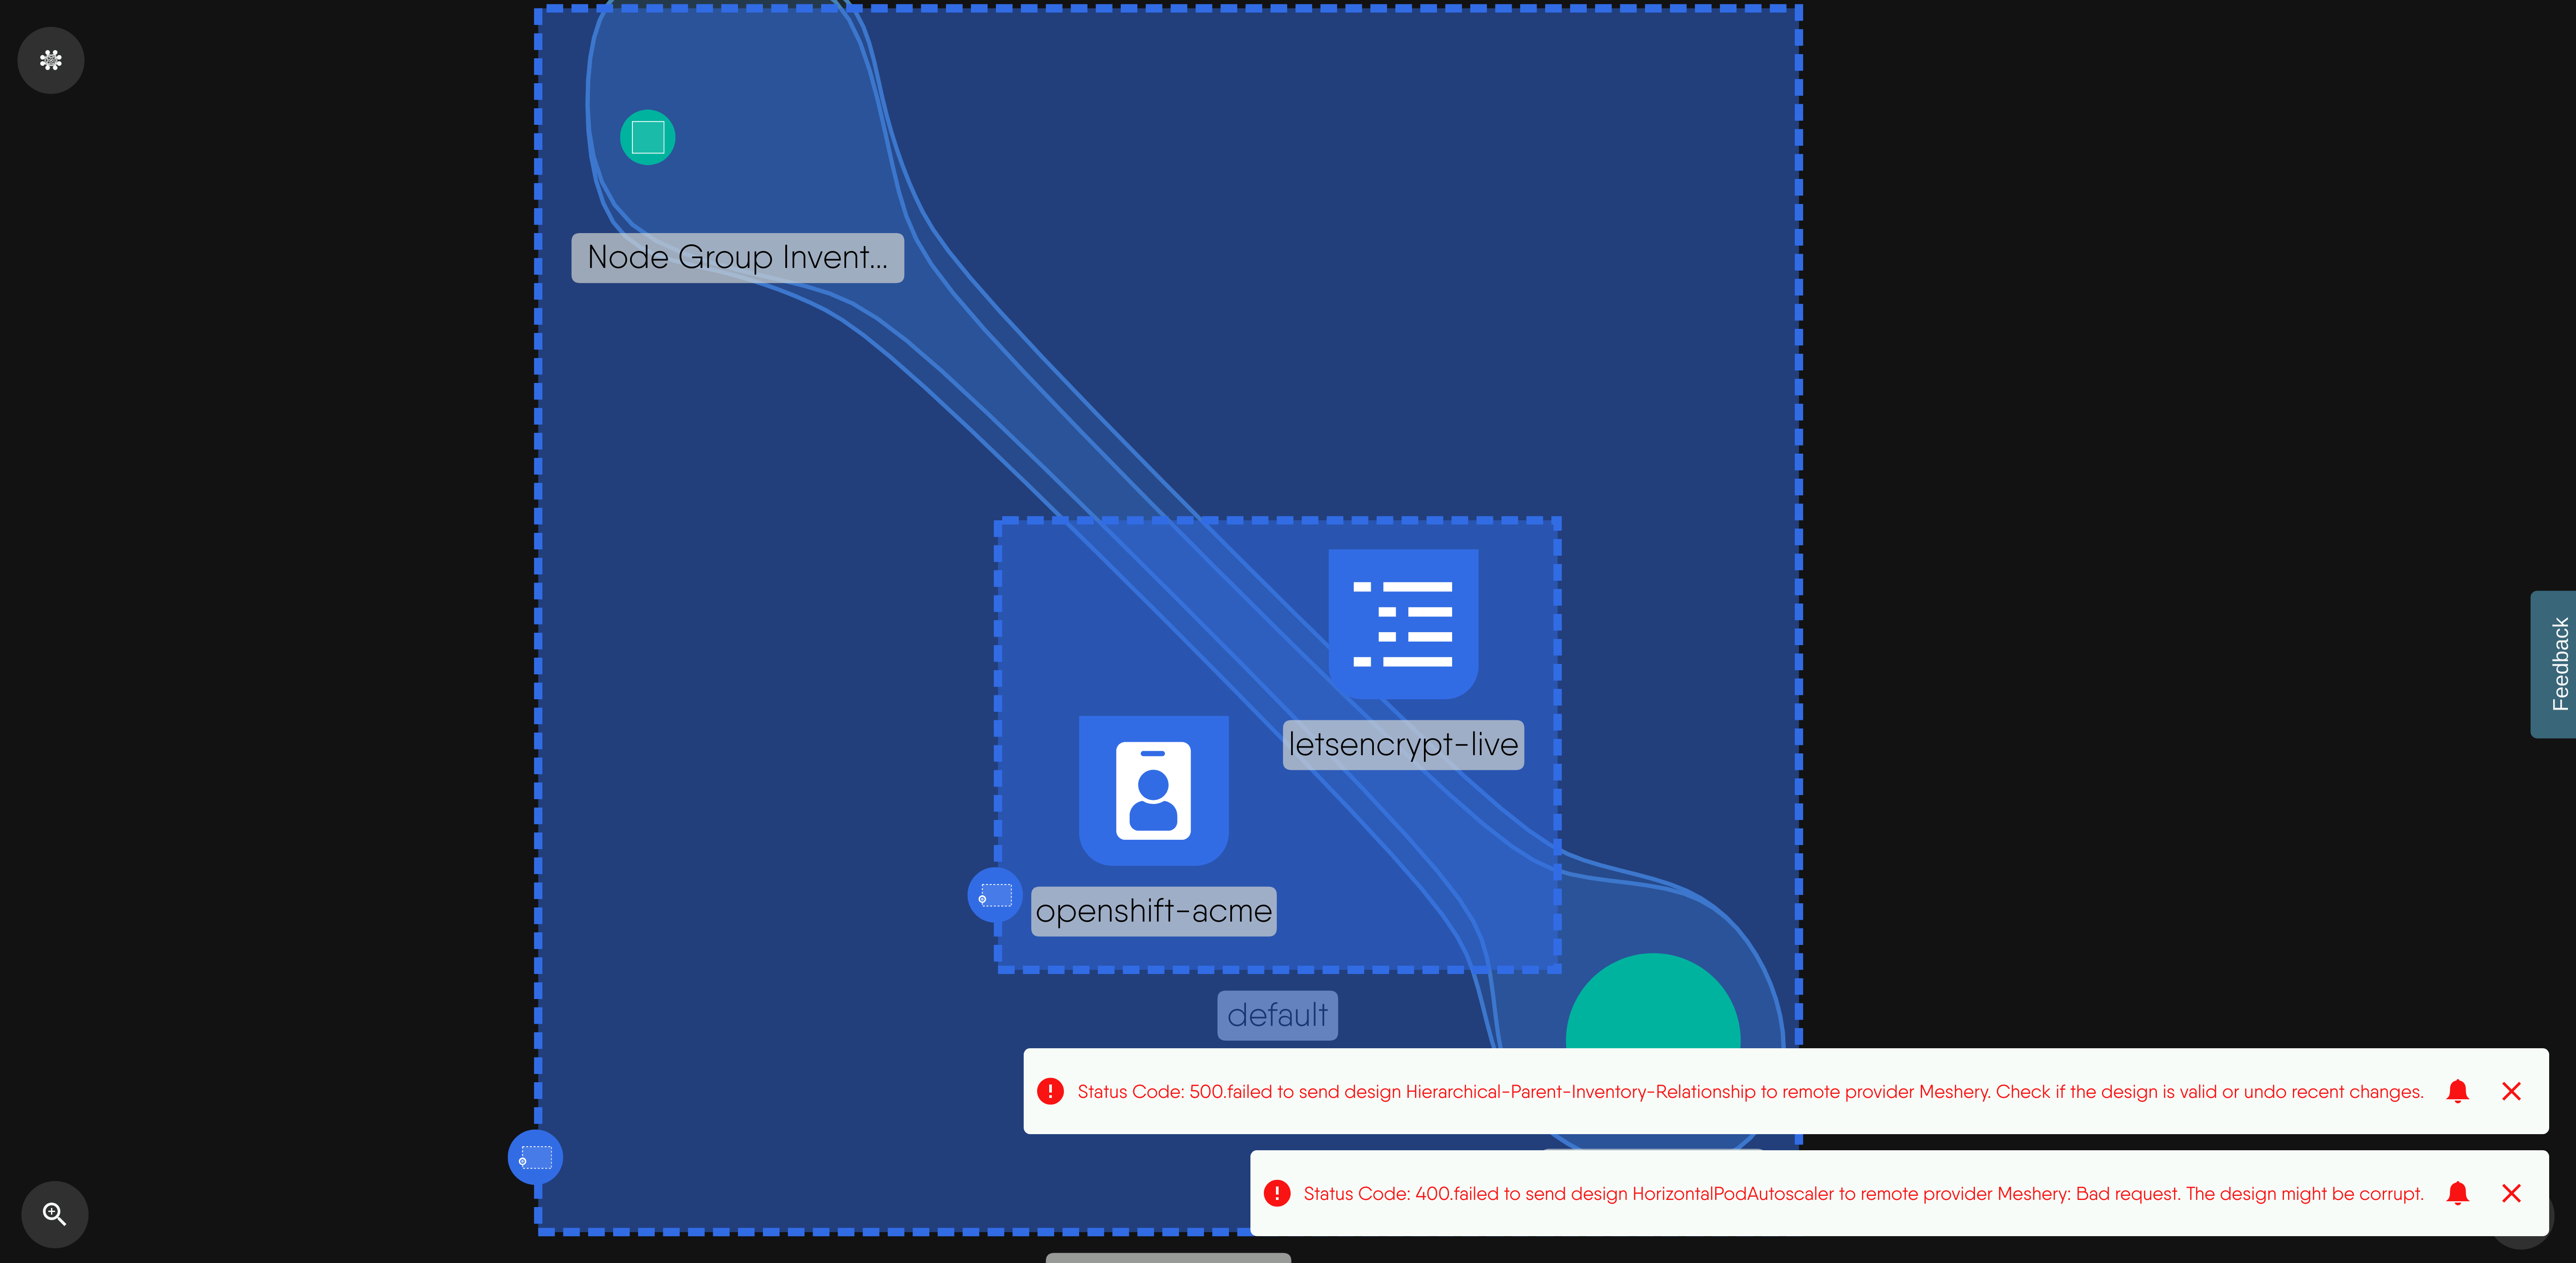 Node Group Invent...
letsencrypt-live
openshift-acme
default
Feedback
Status Code: 500.failed to send design Hierarchical-Parent-Inventory-Relationship to remote provider Meshery. Check if the design is valid or undo recent changes.
Status Code: 400.failed to send design HorizontalPodAutoscaler to remote provider Meshery: Bad request. The design might be corrupt.